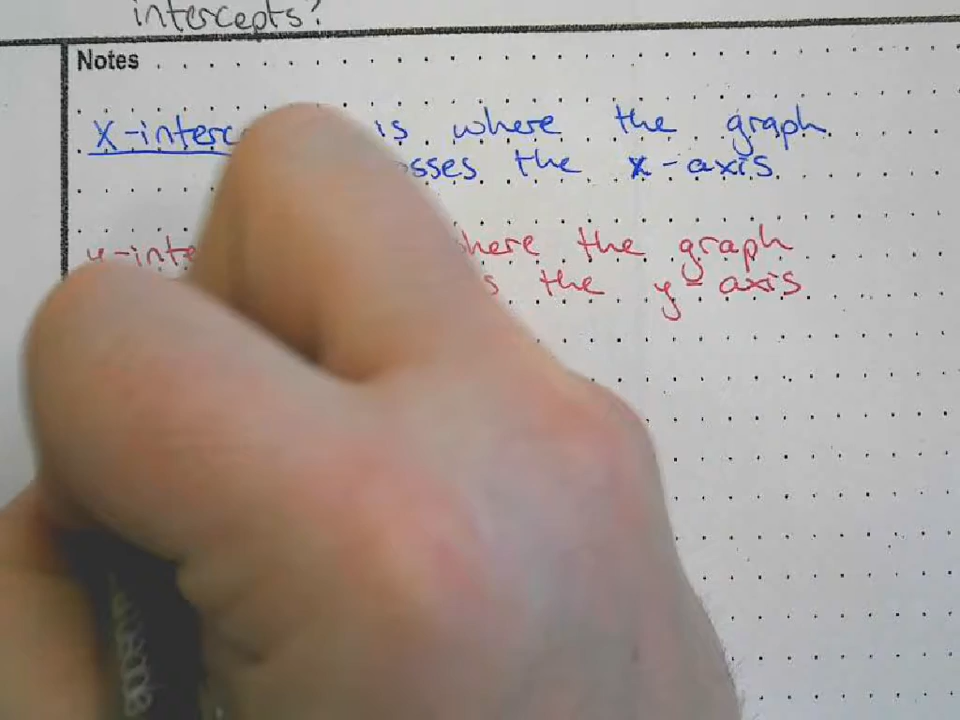 intercepts?
Notes
x-interc is where the graph
osses the x-axis
y-inte here the graph
s the y-axis